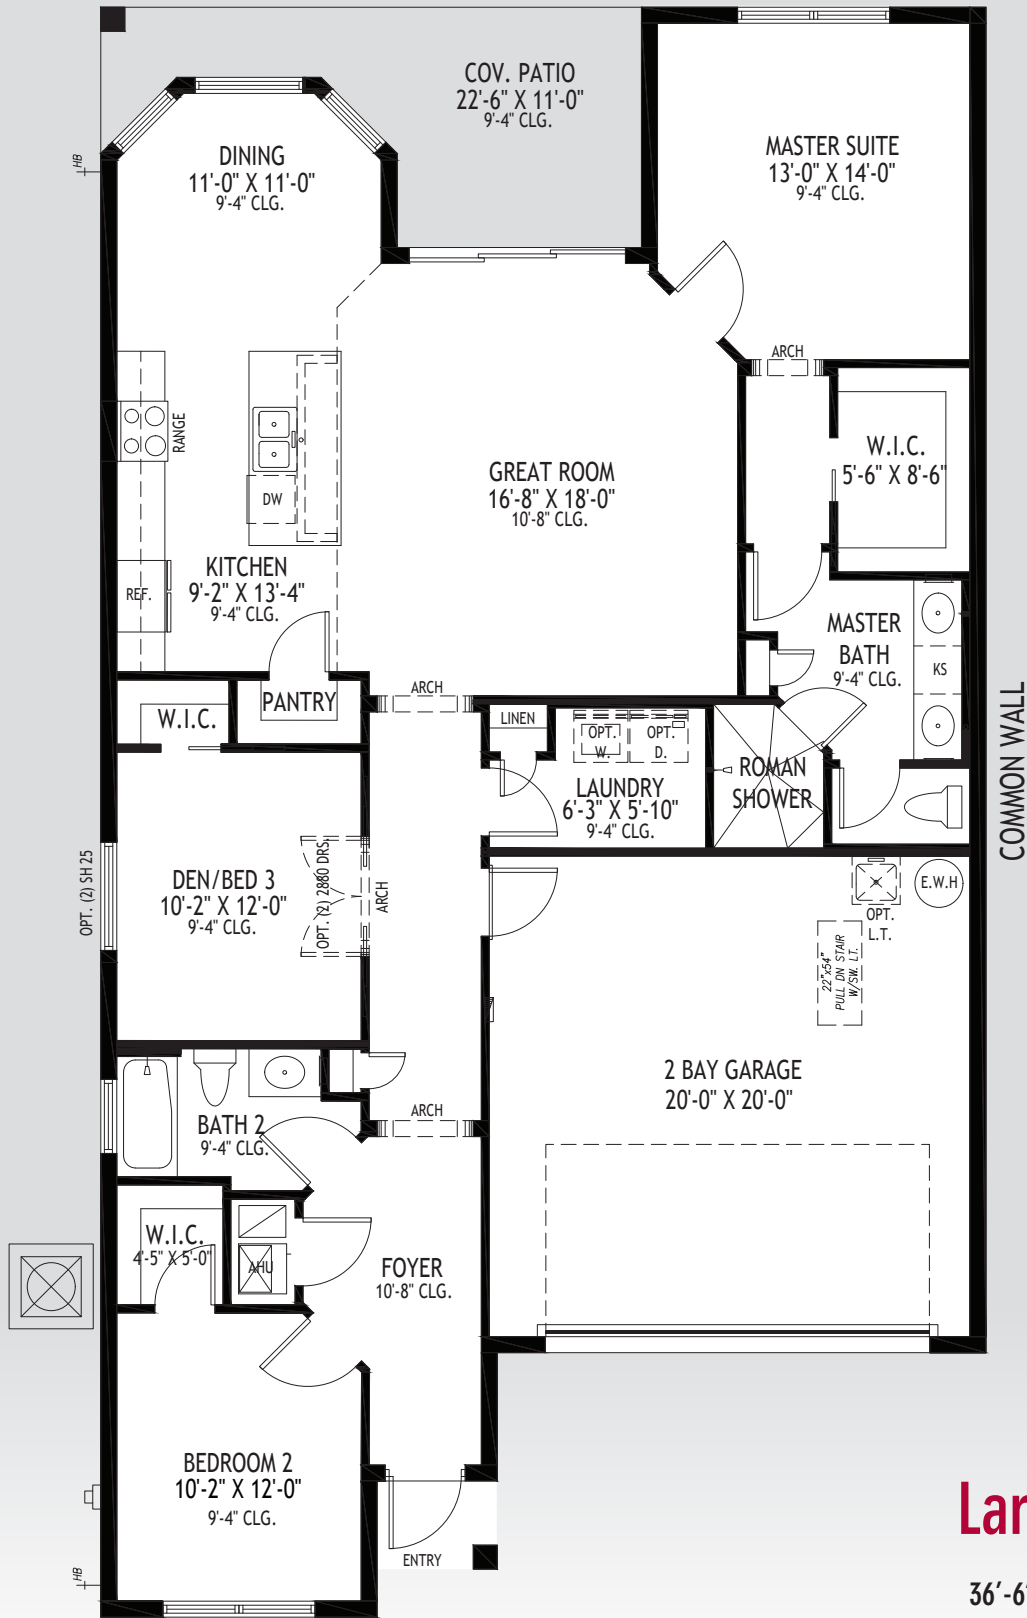 COV. PATIO
22'-6" X 11'-0"
9'-4" CLG.
MASTER SUITE
13'-0" X 14'-0"
9'-4" CLG.
HB
DINING
11'-0" X 11'-0"
9'-4" CLG.
ARCH
RANGE
W.I.C.
5'-6" X 8'-6"
DW
GREAT ROOM
16'-8" X 18'-0"
10'-8" CLG.
KITCHEN
9'-2" X 13'-4"
9'-4" CLG.
REF.
MASTER
BATH
9'-4" CLG.
KS
COMMON WALL
ARCH
PANTRY
W.I.C.
LINEN
OPT.
W.
OPT.
D.
LAUNDRY
6'-3" X 5'-10"
9'-4" CLG.
ROMAN
SHOWER
OPT. (2) SH 25
DEN/BED 3
10'-2" X 12'-0"
9'-4" CLG.
OPT. (2) 2880 DRS.
ARCH
E.W.H
OPT.
L.T.
22"x54"
PULL DN STAIR
W/SW. LT.
2 BAY GARAGE
20'-0" X 20'-0"
ARCH
BATH 2
9'-4" CLG.
W.I.C.
4'-5" X 5'-0"
AHU
FOYER
10'-8" CLG.
BEDROOM 2
10'-2" X 12'-0"
9'-4" CLG.
HB
ENTRY
Lar
36'-6"